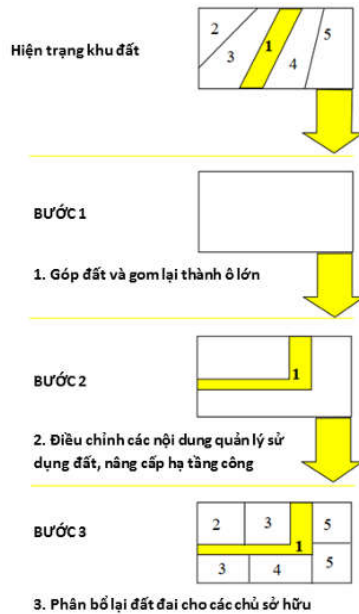 Hiện trạng khu đất
2
3
1
4
5
BƯỚC 1
1. Góp đất và gom lại thành ô lớn
BƯỚC 2
1
2. Điều chỉnh các nội dung quản lý sử
dụng đất, nâng cấp hạ tầng công
BƯỚC 3
2 3 5
1
3 4 5
3. Phân bổ lại đất đai cho các chủ sở hữu